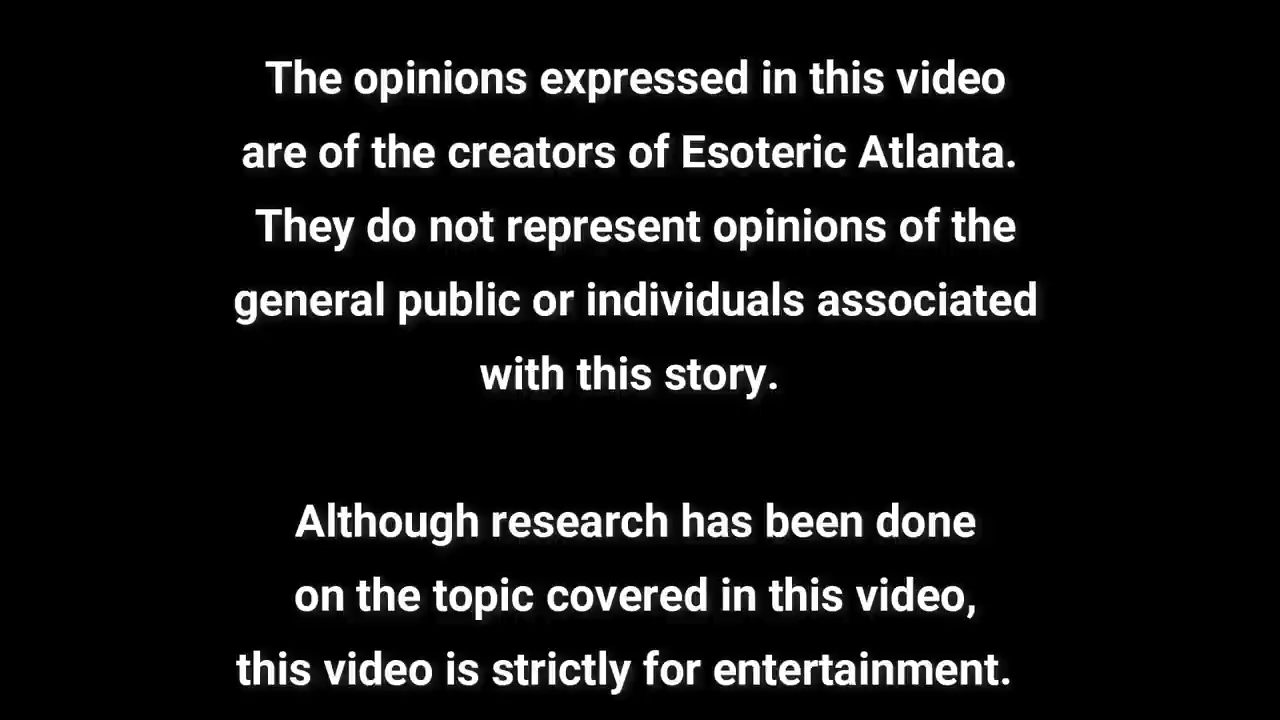 The opinions expressed in this video
are of the creators of Esoteric Atlanta.
They do not represent opinions of the
general public or individuals associated
with this story.
Although research has been done
on the topic covered in this video,
this video is strictly for entertainment.